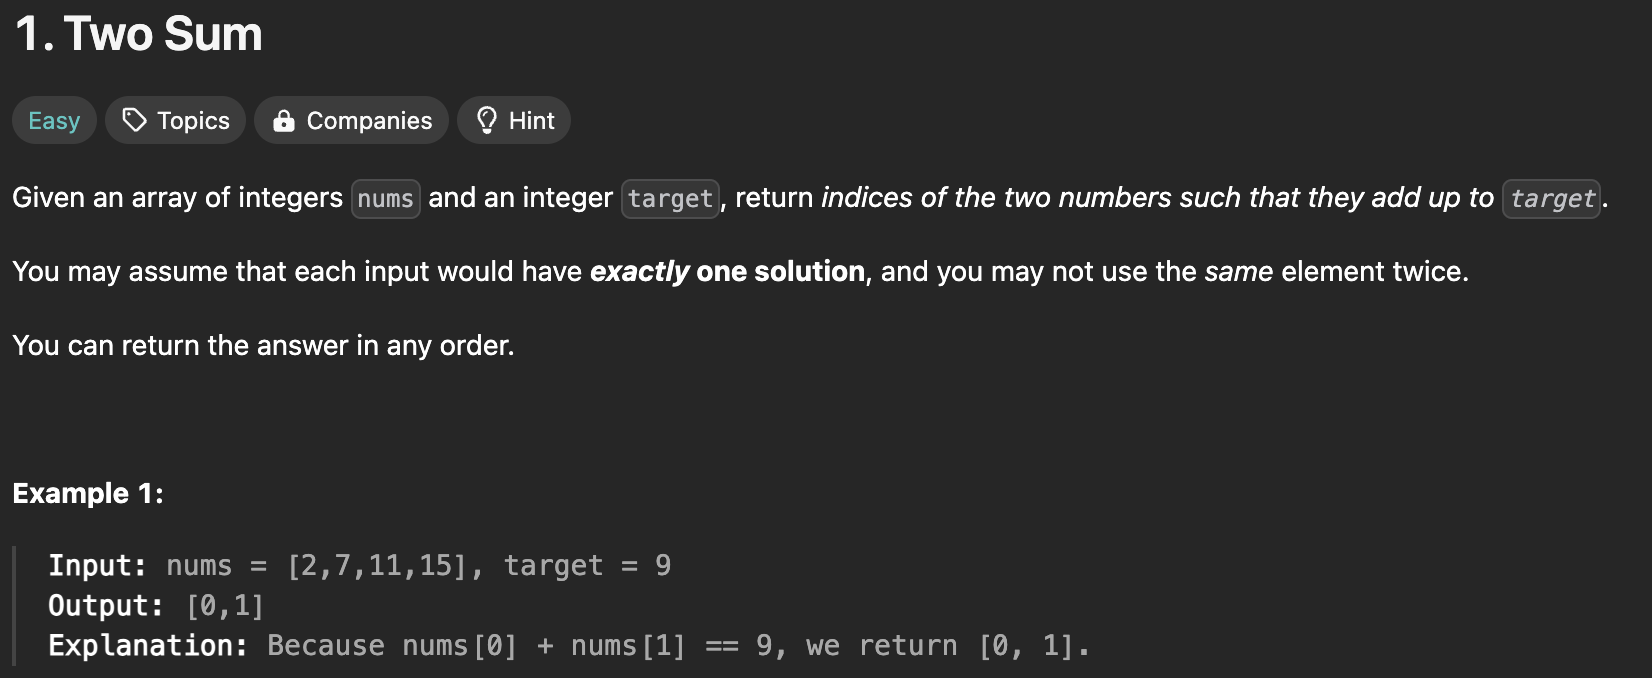 1. Two Sum
Easy Topics Companies Hint
Given an array of integers nums and an integer target, return indices of the two numbers such that they add up to target.
You may assume that each input would have exactly one solution, and you may not use the same element twice.
You can return the answer in any order.
Example 1:
Input: nums = [2,7,11,15], target = 9
Output: [0,1]
Explanation: Because nums[0] + nums[1] == 9, we return [0, 1].